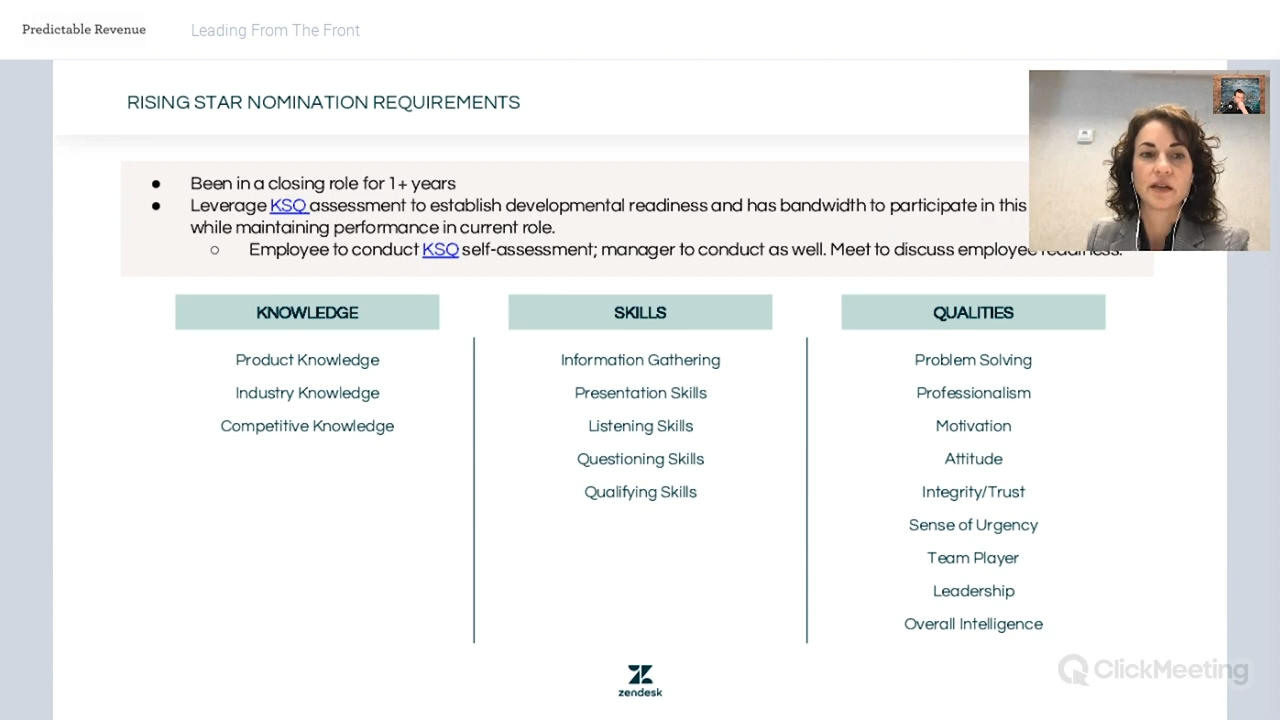 Predictable Revenue
Leading From The Front
RISING STAR NOMINATION REQUIREMENTS
● Been in a closing role for 1+ years
● Leverage KSQ assessment to establish developmental readiness and has bandwidth to participate in this
while maintaining performance in current role.
○ Employee to conduct KSQ self-assessment; manager to conduct as well. Meet to discuss employee readiness.
KNOWLEDGE
Product Knowledge
Industry Knowledge
Competitive Knowledge
SKILLS
Information Gathering
Presentation Skills
Listening Skills
Questioning Skills
Qualifying Skills
QUALITIES
Problem Solving
Professionalism
Motivation
Attitude
Integrity/Trust
Sense of Urgency
Team Player
Leadership
Overall Intelligence
zendesk
ClickMeeting